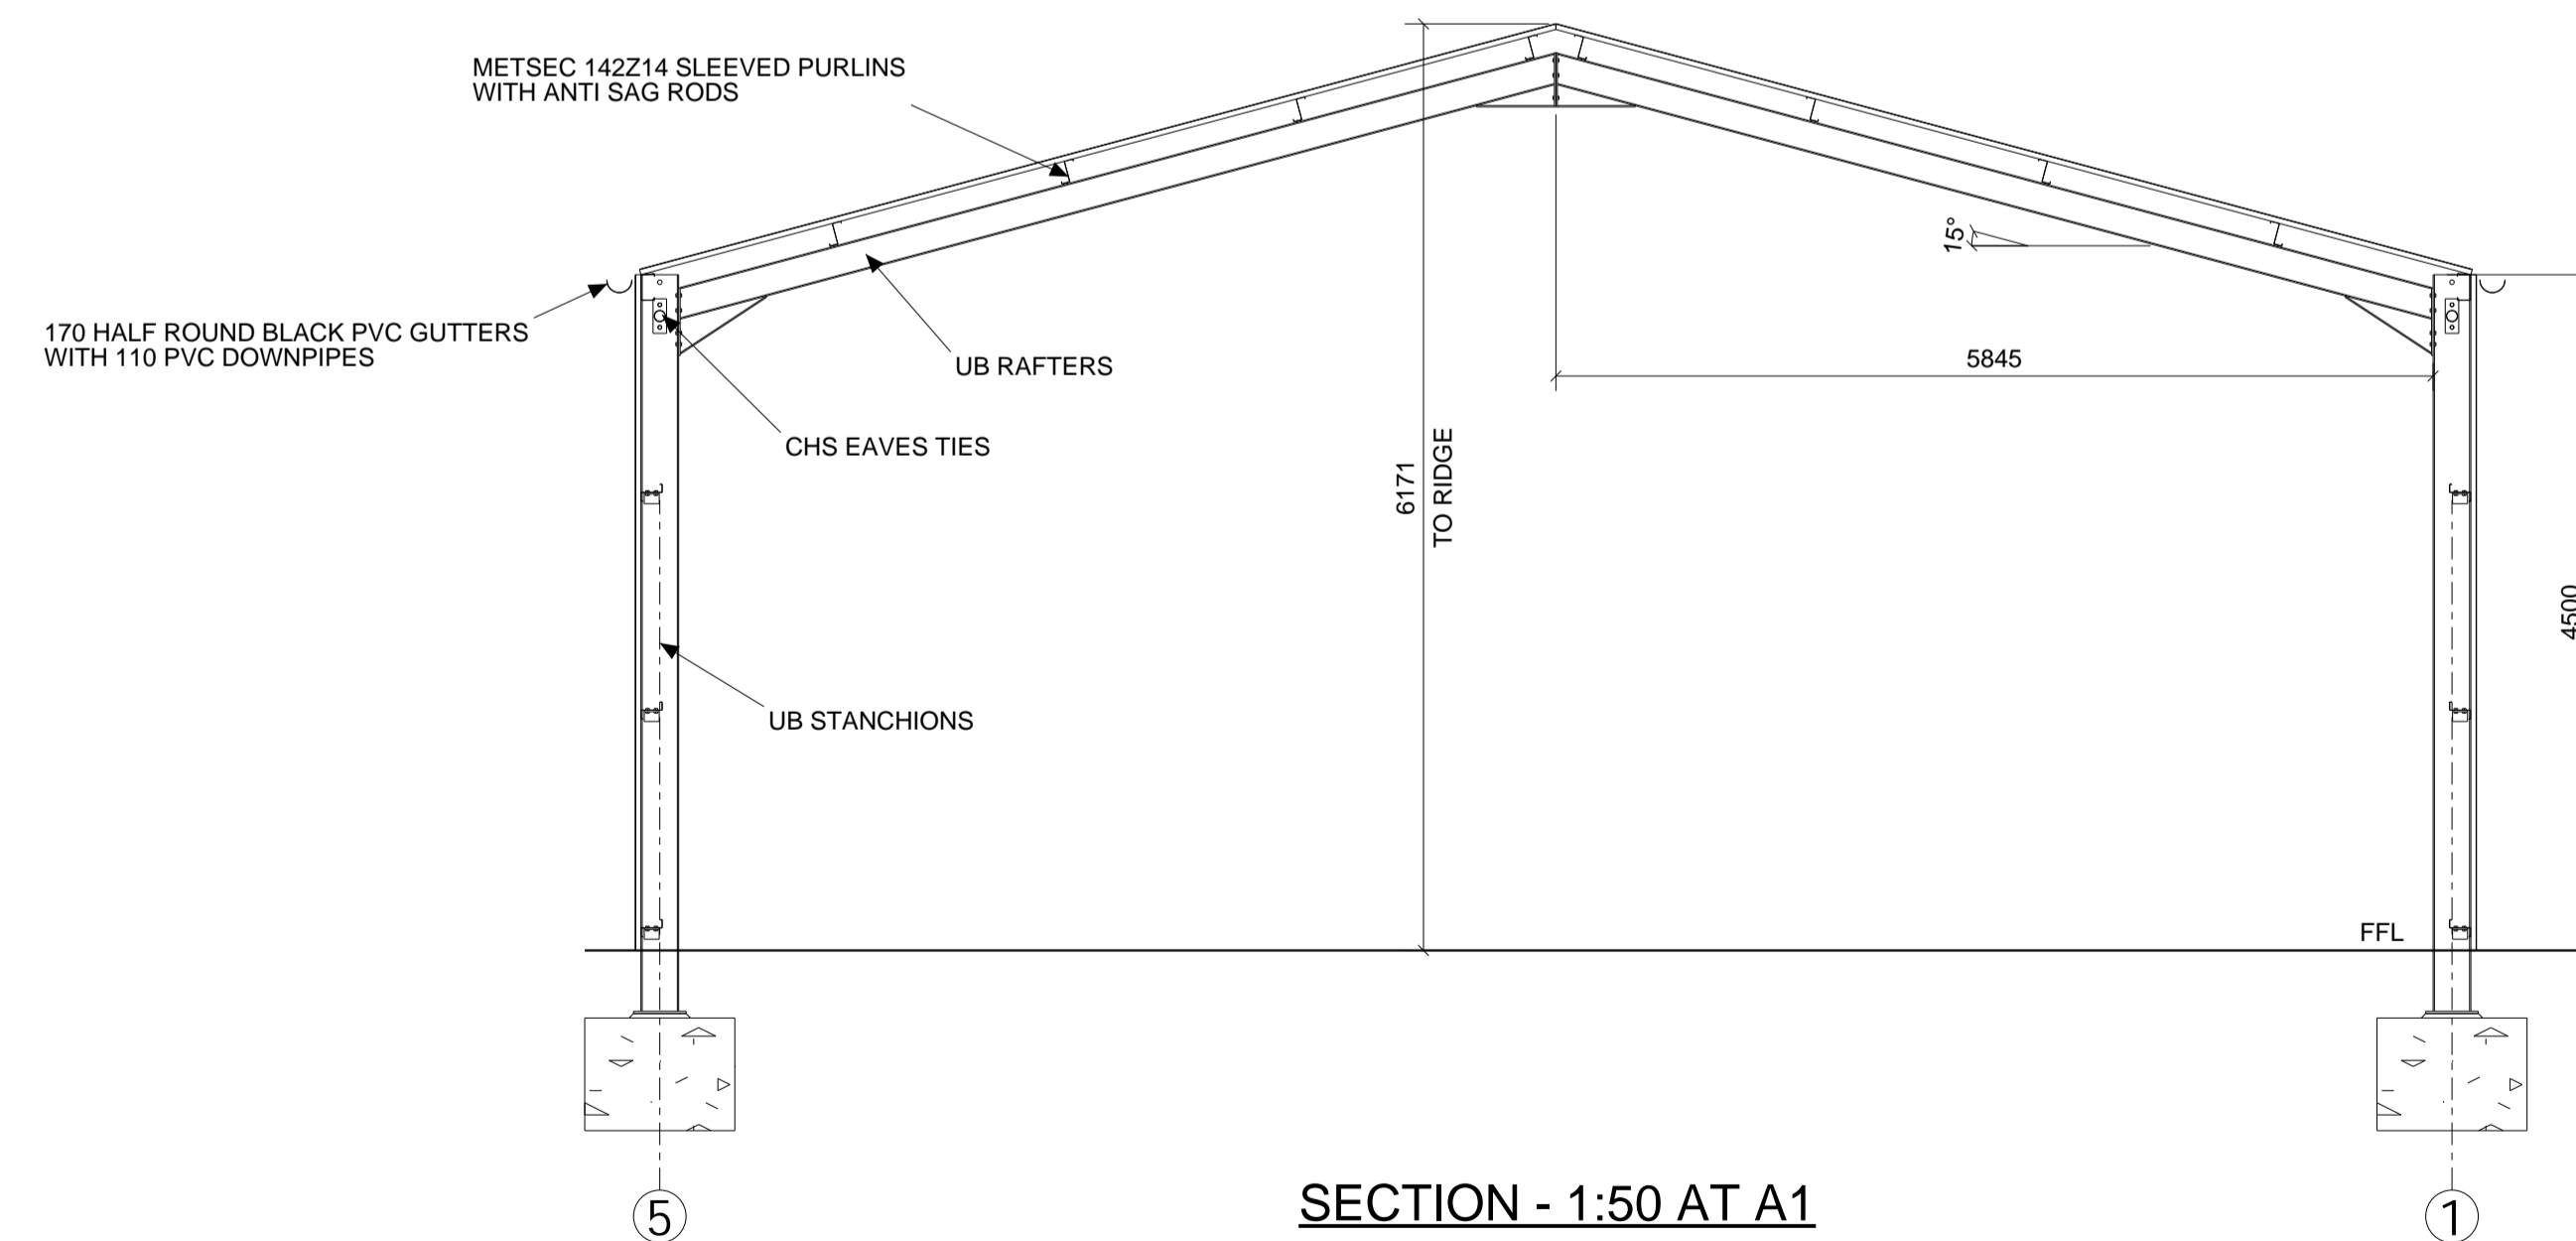 METSEC 142Z14 SLEEVED PURLINS
WITH ANTI SAG RODS
15°
170 HALF ROUND BLACK PVC GUTTERS
WITH 110 PVC DOWNPIPES
UB RAFTERS
5845
CHS EAVES TIES
6171
TO RIDGE
4500
UB STANCHIONS
FFL
SECTION - 1:50 AT A1
5
1